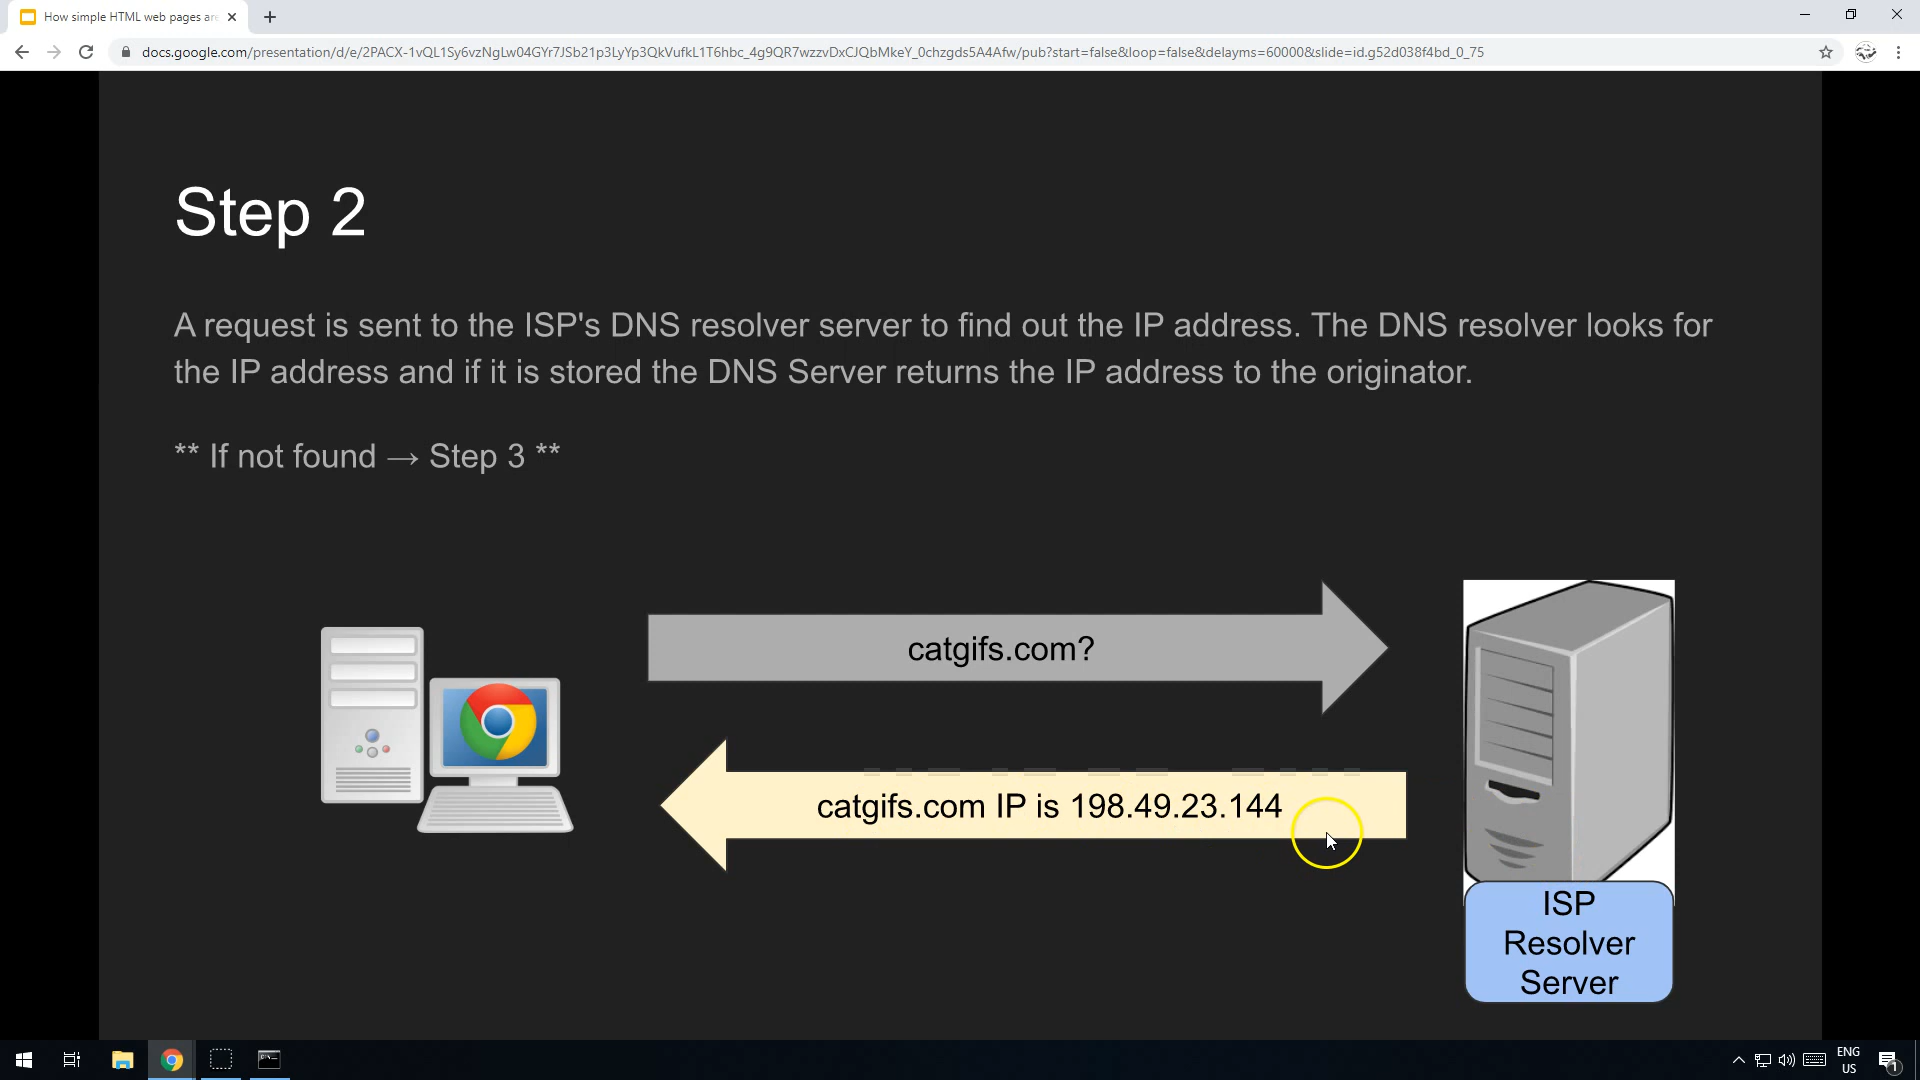 How simple HTML web pages are
docs.google.com/presentation/d/e/2PACX-1vQL1Sy6vzNgLw04GYr7JSb21p3LyYp3QkVufkL1T6hbc_4g9QR7wzzvDxCJQbMkeY_0chzgds5A4Afw/pub?start=false&loop=false&delayms=60000&slide=id.g52d038f4bd_0_75
Step 2
A request is sent to the ISP's DNS resolver server to find out the IP address. The DNS resolver looks for
the IP address and if it is stored the DNS Server returns the IP address to the originator.
** If not found → Step 3 **
catgifs.com?
catgifs.com IP is 198.49.23.144
ISP
Resolver
Server
ENG
US
1